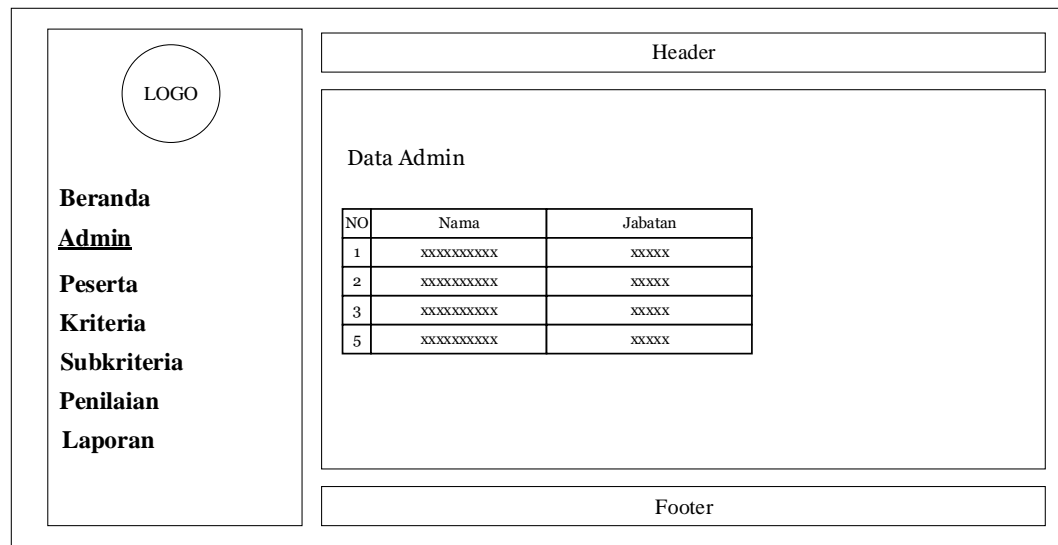 LOGO
Beranda
Admin
Peserta
Kriteria
Subkriteria
Penilaian
Laporan
Header
Data Admin
NO Nama Jabatan
1 xxxxxxxxxx xxxxx
2 xxxxxxxxxx xxxxx
3 xxxxxxxxxx xxxxx
5 xxxxxxxxxx xxxxx
Footer